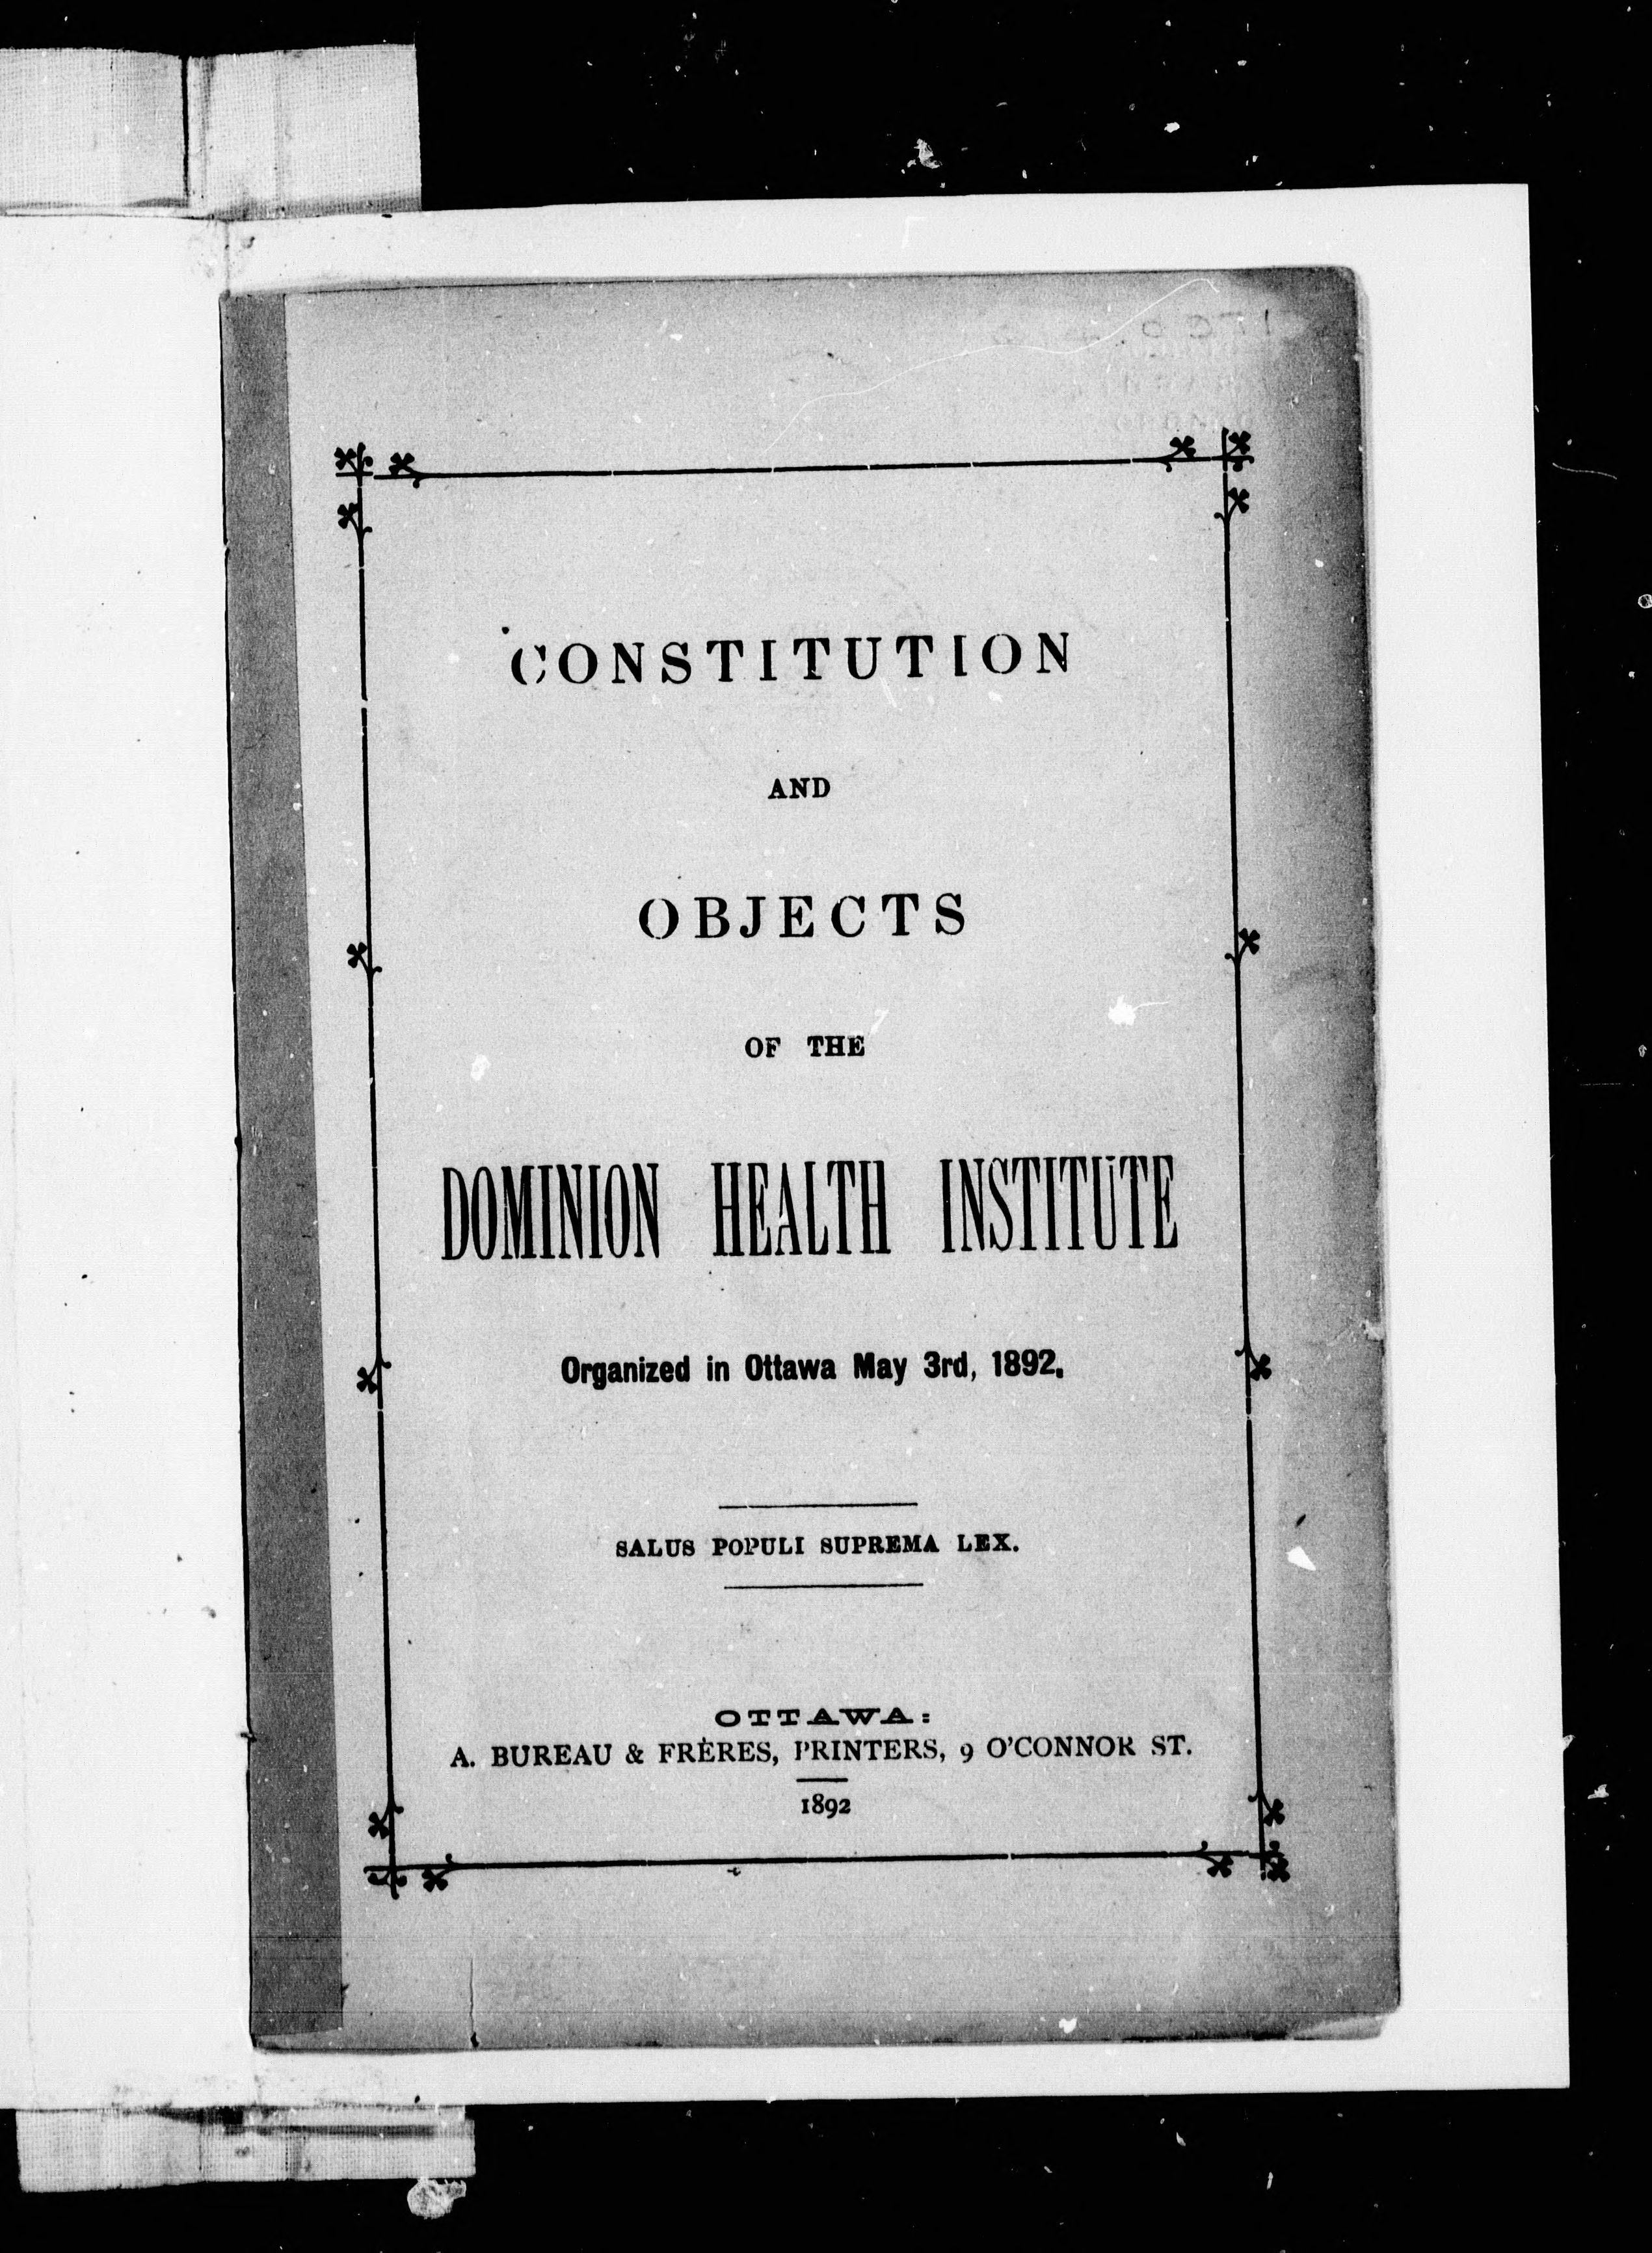 CONSTITUTION
AND
OBJECTS
OF THE
DOMINION HEALTH INSTITUTE
Organized in Ottawa May 3rd, 1892.
SALUS POPULI SUPREMA LEX.
OTTAWA:
A. BUREAU & FRÈRES, PRINTERS, 9 O'CONNOR ST.
1892